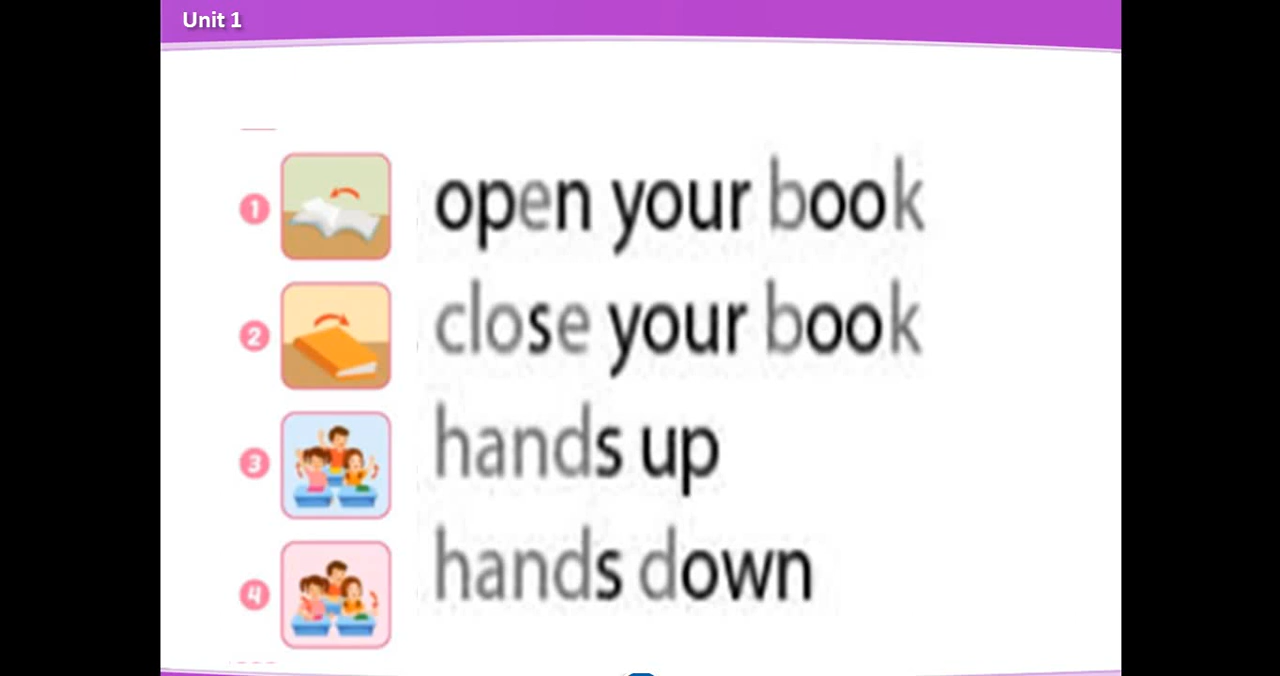 Unit 1
1 open your book
2 close your book
3 hands up
4 hands down